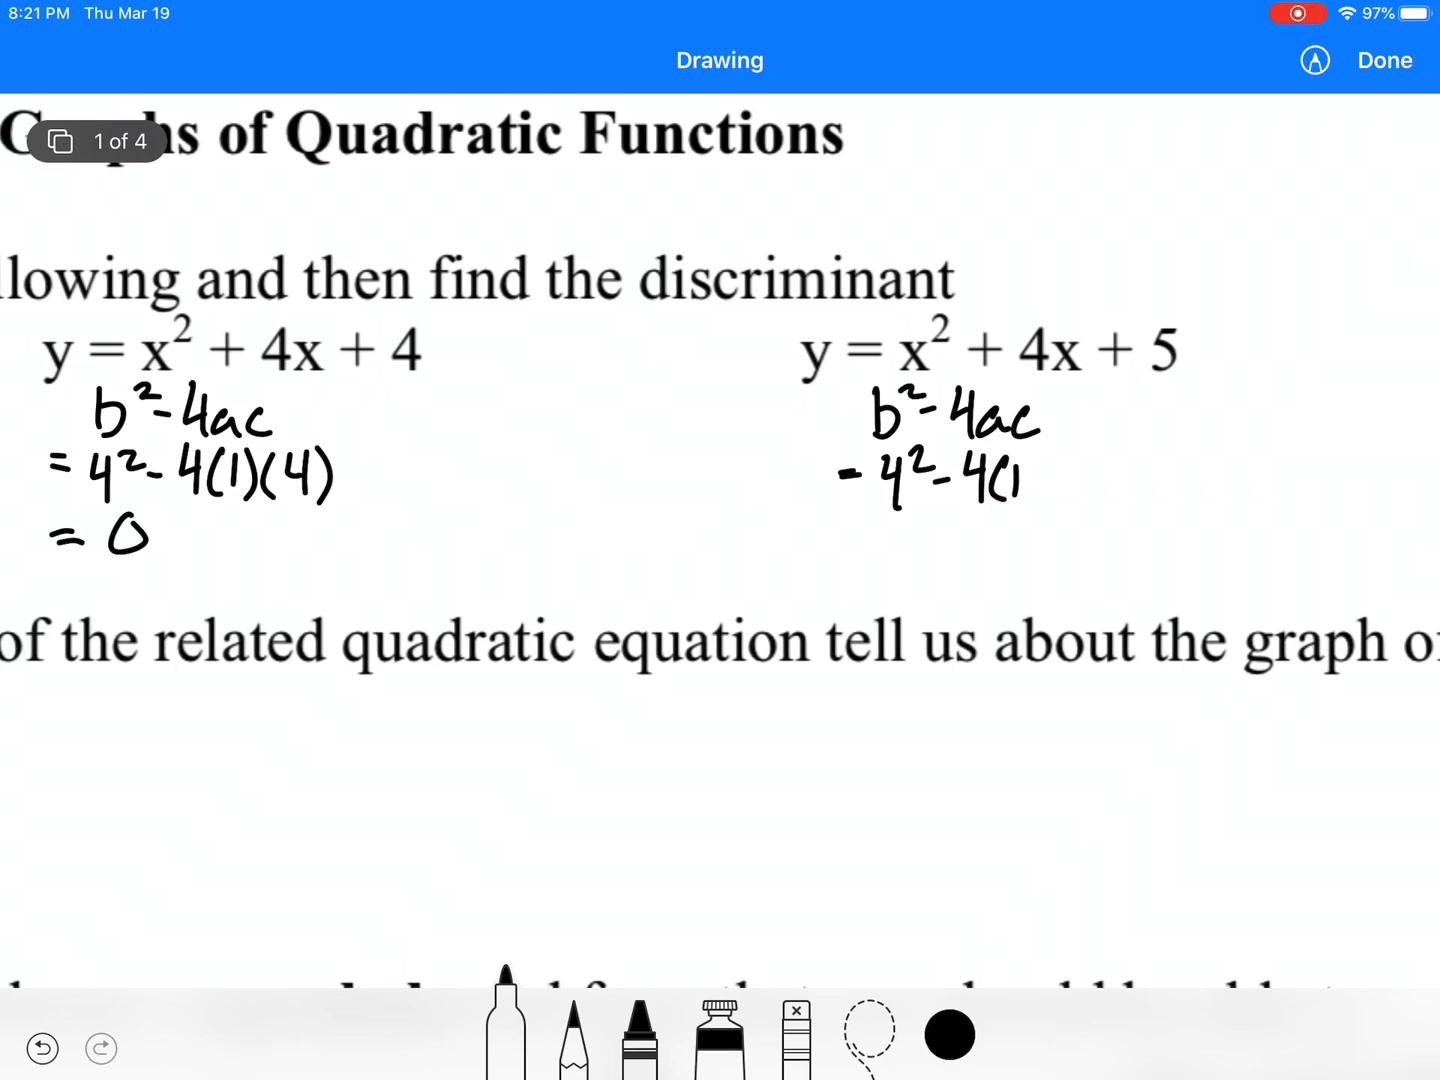 8:21 PM Thu Mar 19 97%
Drawing Done
1 of 4
hs of Quadratic Functions
llowing and then find the discriminant
y = x² + 4x + 4 y = x² + 4x + 5
b² - 4ac b² - 4ac
= 4² - 4(1)(4) - 4² - 4(1
= 0
of the related quadratic equation tell us about the graph of